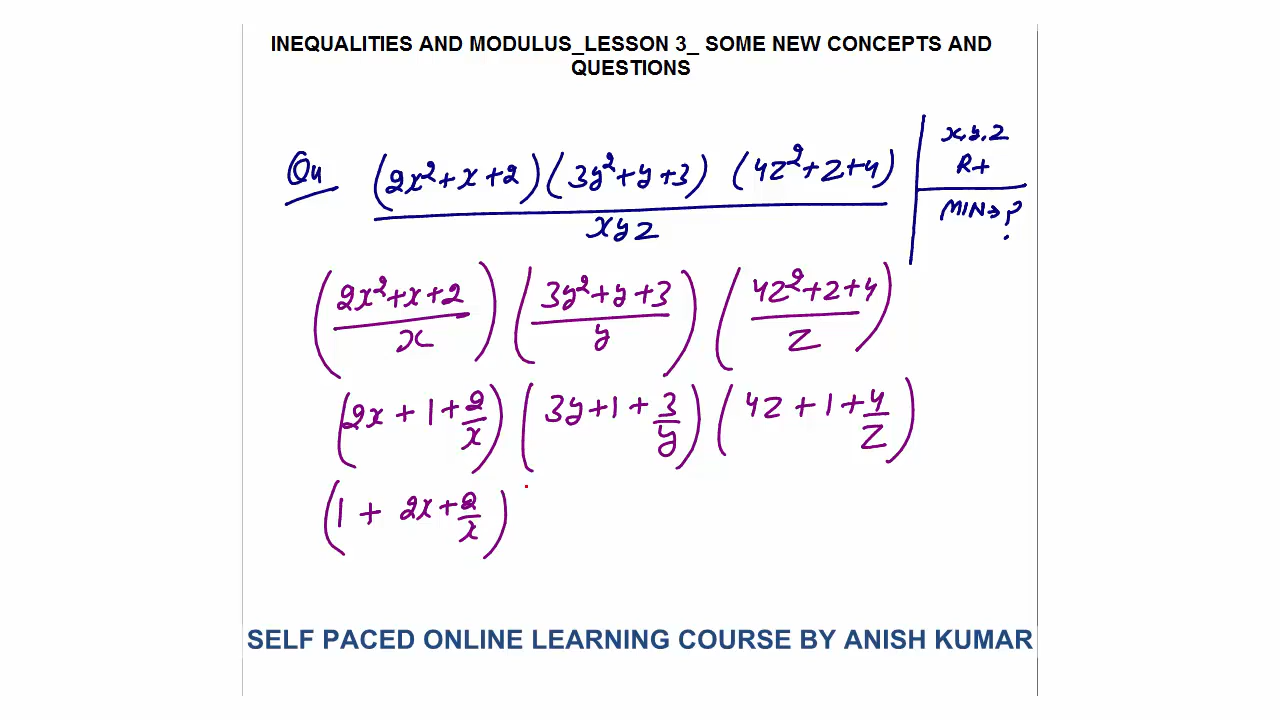 INEQUALITIES AND MODULUS_LESSON 3_ SOME NEW CONCEPTS AND
QUESTIONS
Qu (2x²+x+2)(3y²+y+3)(4z²+z+4)
xyz
x,y,z
R+
MIN→?
(2x²+x+2/x)(3y²+y+3/y)(4z²+z+4/z)
(2x+1+2/x)(3y+1+3/y)(4z+1+4/z)
(1+2x+2/x)
SELF PACED ONLINE LEARNING COURSE BY ANISH KUMAR